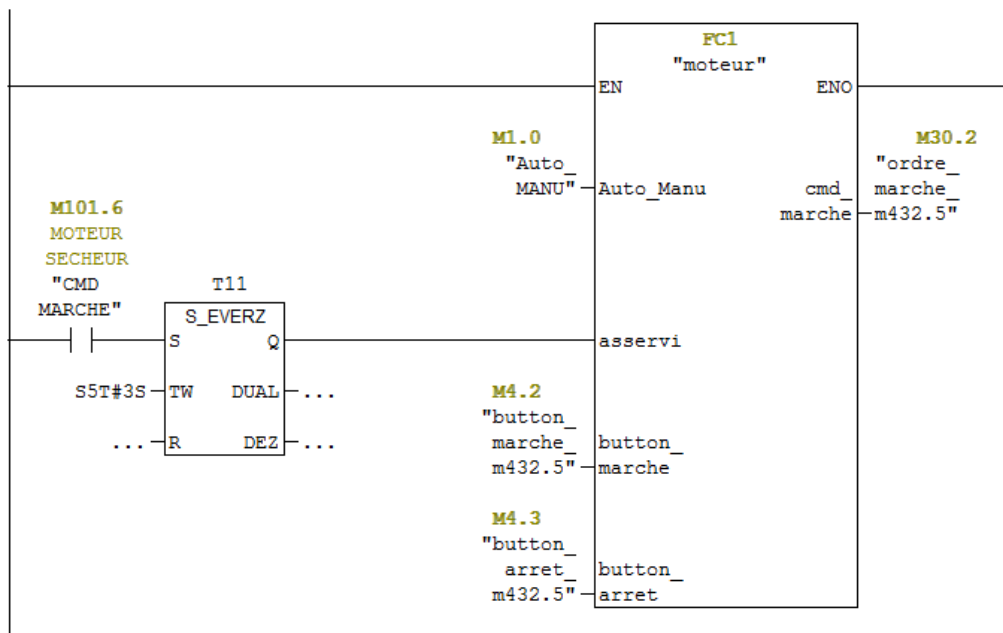 FC1
"moteur"
EN ENO
M1.0
"Auto_
MANU" Auto_Manu
M30.2
"ordre_
cmd_ marche_
marche m432.5"
M101.6
MOTEUR
SECHEUR
"CMD
MARCHE"
T11
S_EVERZ
S Q
asservi
S5T#3S TW DUAL ...
... R DEZ ...
M4.2
"button_
marche_ button_
m432.5" marche
M4.3
"button_
arret_ button_
m432.5" arret